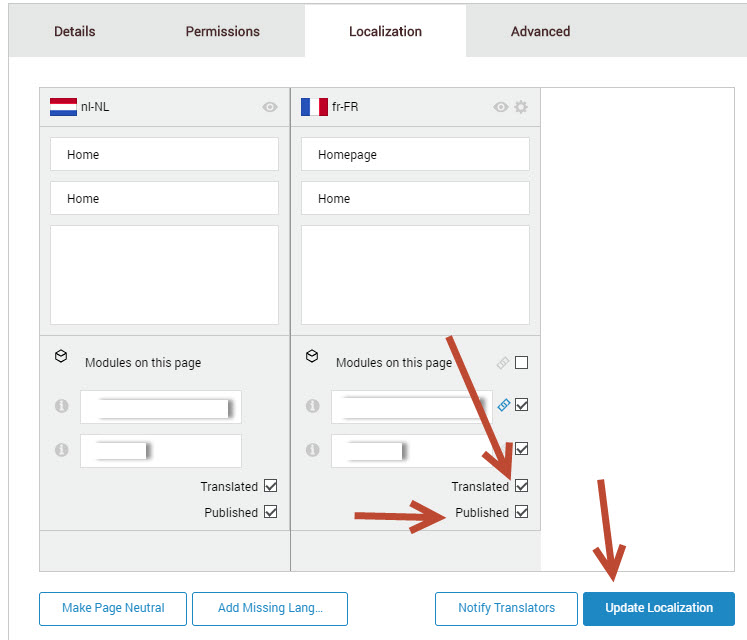 Details Permissions Localization Advanced
nl-NL fr-FR
Home Homepage
Home Home
Modules on this page Modules on this page
Translated Translated
Published Published
Make Page Neutral Add Missing Lang... Notify Translators Update Localization